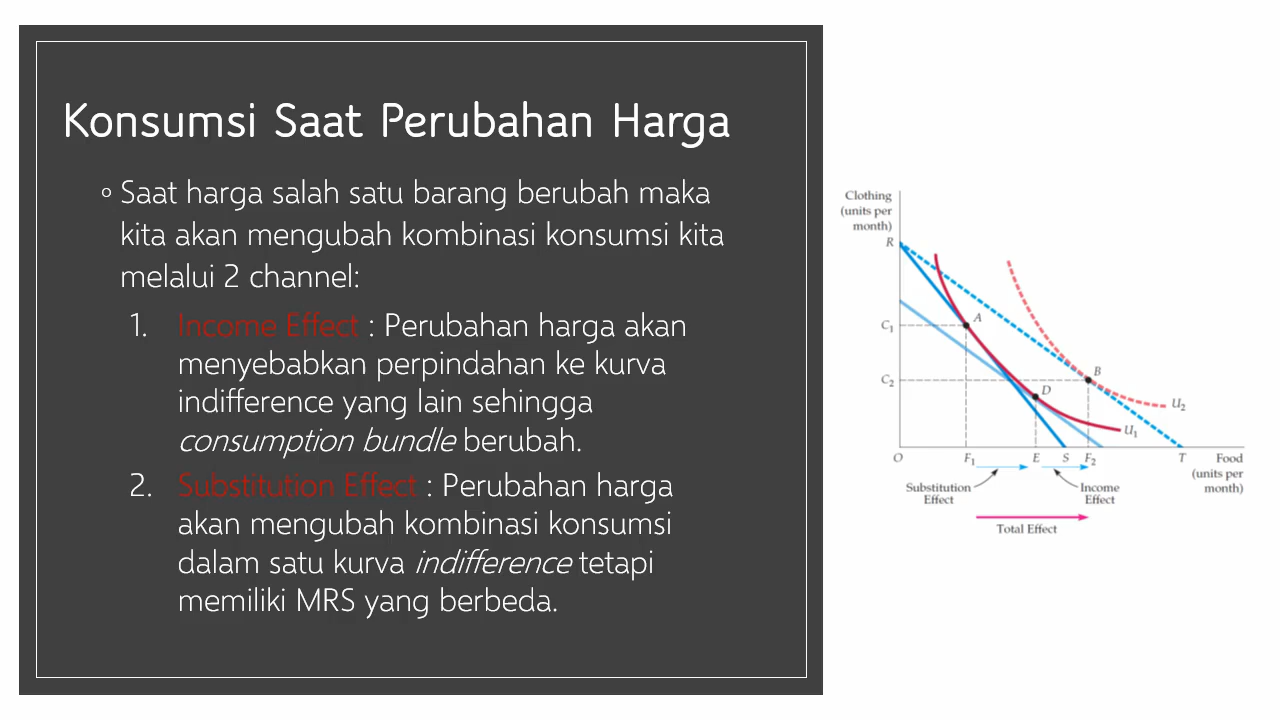 Konsumsi Saat Perubahan Harga
◦ Saat harga salah satu barang berubah maka
kita akan mengubah kombinasi konsumsi kita
melalui 2 channel:
1. Income Effect : Perubahan harga akan
menyebabkan perpindahan ke kurva
indifference yang lain sehingga
consumption bundle berubah.
2. Substitution Effect : Perubahan harga
akan mengubah kombinasi konsumsi
dalam satu kurva indifference tetapi
memiliki MRS yang berbeda.
Clothing
(units per
month)
R
C₁
A
C₂
B
D
U₂
U₁
O F₁ E S F₂ T
Food
(units per
month)
Substitution
Effect
Income
Effect
Total Effect